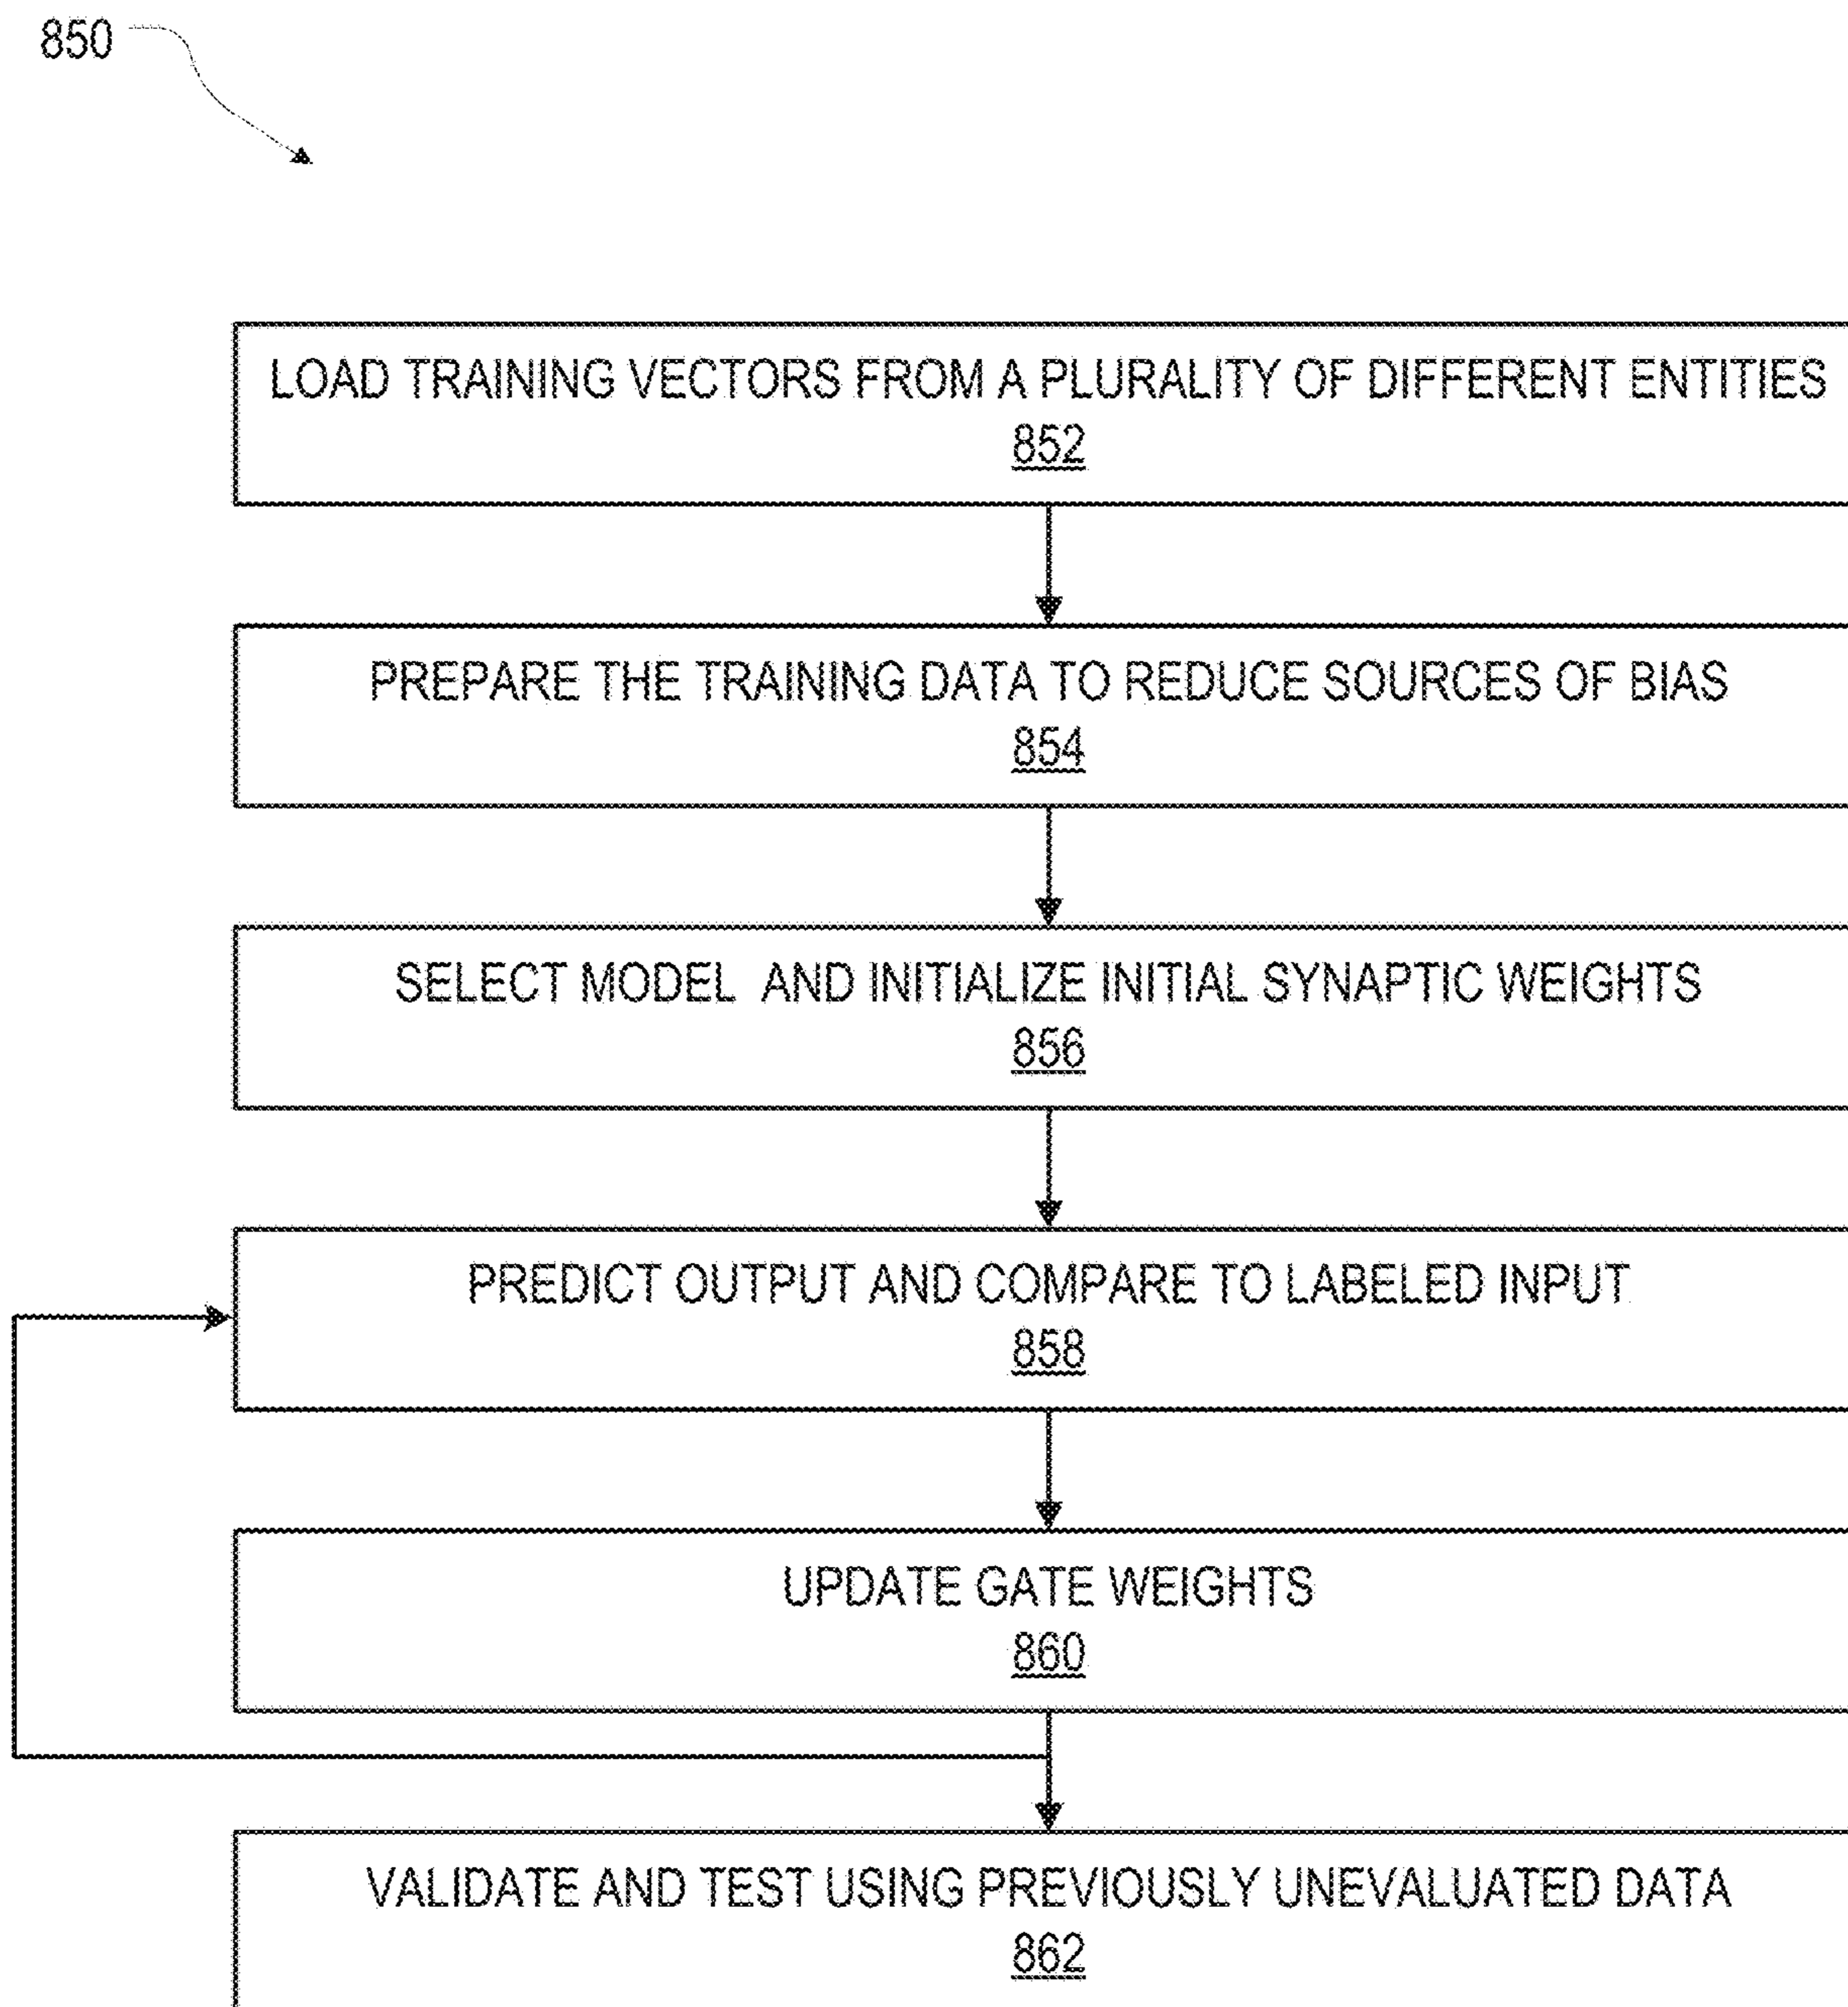 850
LOAD TRAINING VECTORS FROM A PLURALITY OF DIFFERENT ENTITIES
852
PREPARE THE TRAINING DATA TO REDUCE SOURCES OF BIAS
854
SELECT MODEL AND INITIALIZE INITIAL SYNAPTIC WEIGHTS
856
PREDICT OUTPUT AND COMPARE TO LABELED INPUT
858
UPDATE GATE WEIGHTS
860
VALIDATE AND TEST USING PREVIOUSLY UNEVALUATED DATA
862